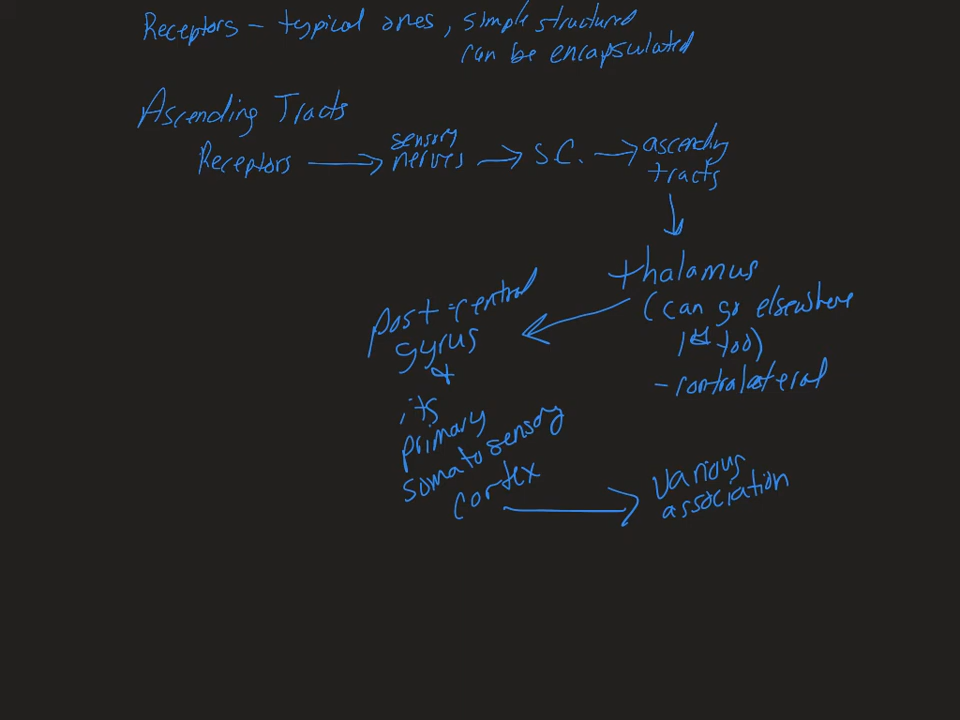 Receptors - typical ones, simple structured
can be encapsulated
Ascending Tracts
Receptors → sensory nerves → S.C. → ascending tracts
thalamus
(can go elsewhere
1st too)
- contralateral
post-central
gyrus
&
its
primary
somatosensory
cortex
various
association